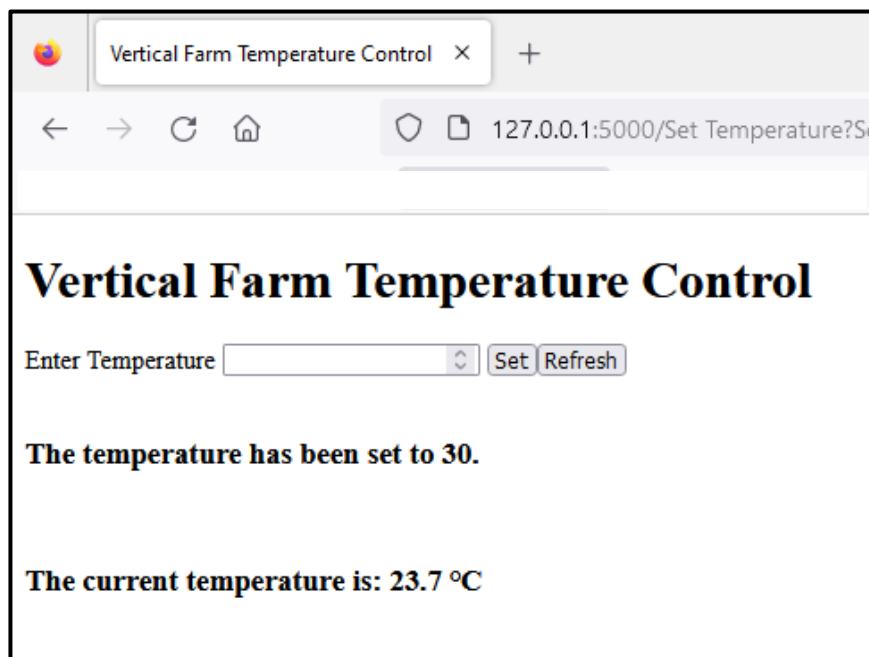 Vertical Farm Temperature Control
127.0.0.1:5000/Set Temperature?S
Vertical Farm Temperature Control
Enter Temperature Set Refresh
The temperature has been set to 30.
The current temperature is: 23.7 °C